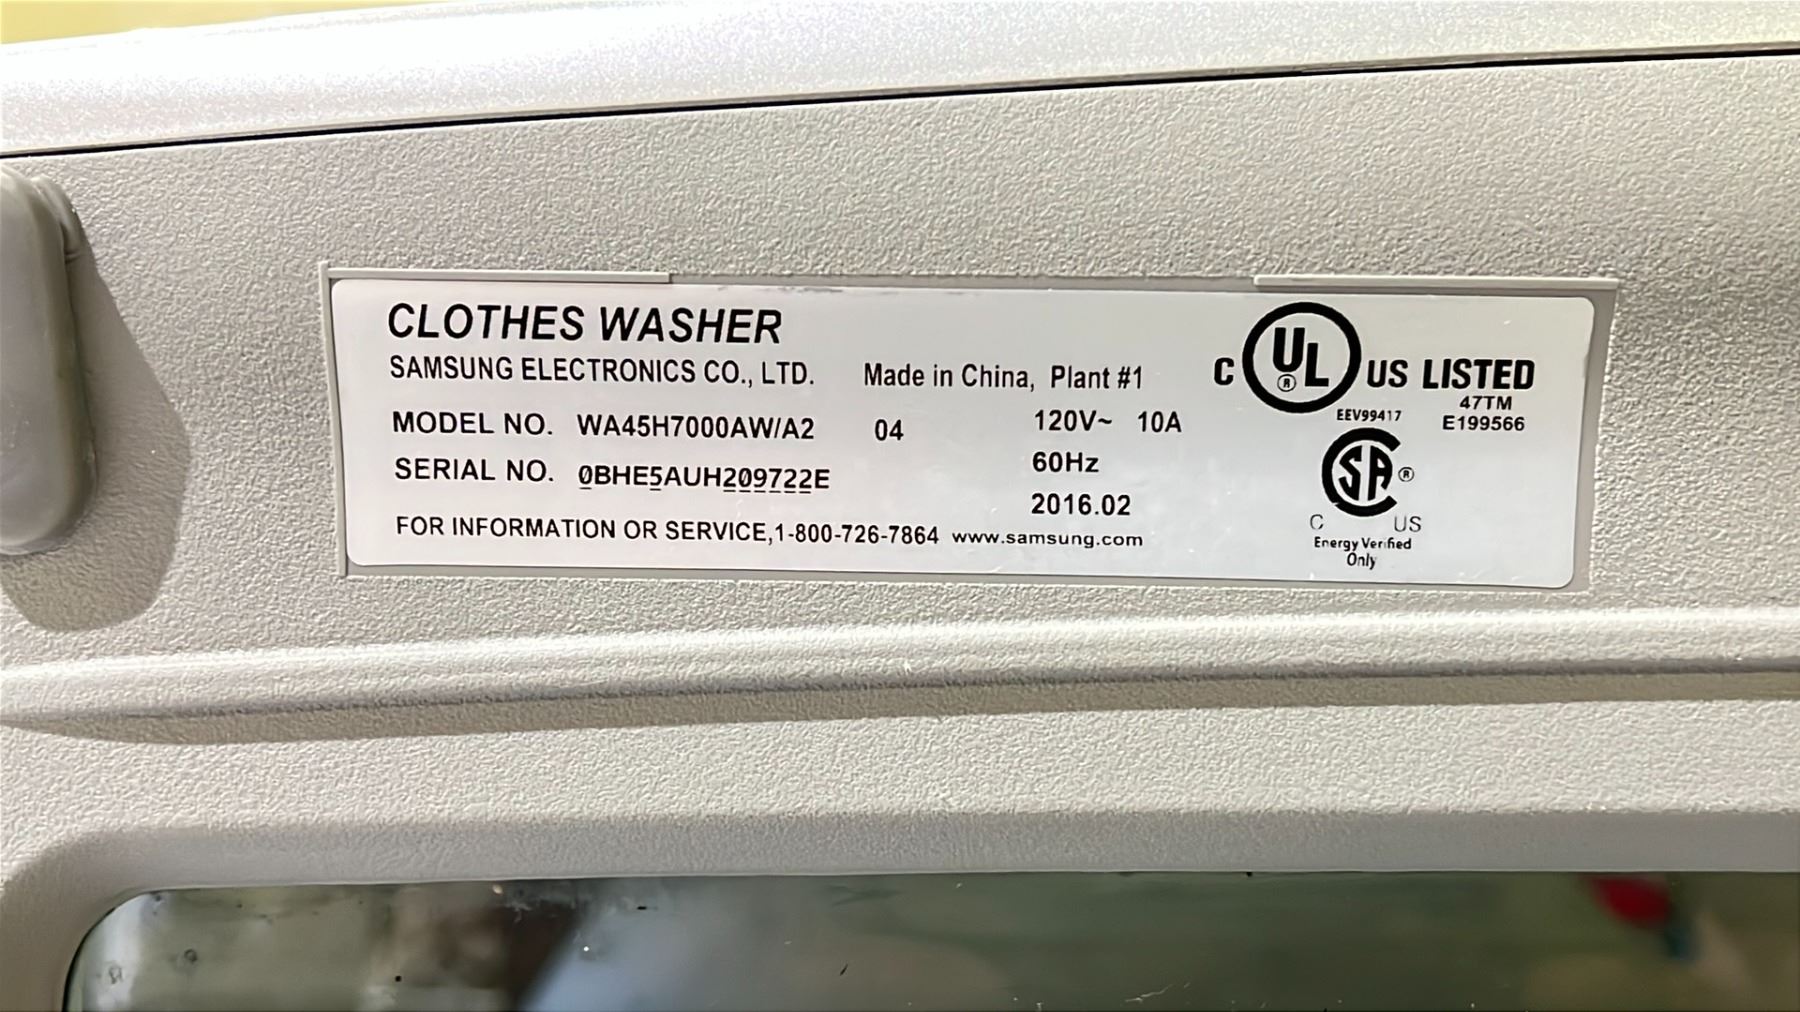 CLOTHES WASHER
SAMSUNG ELECTRONICS CO., LTD. Made in China, Plant #1
MODEL NO. WA45H7000AW/A2 04 120V~ 10A
SERIAL NO. 0BHE5AUH209722E 60Hz
2016.02
FOR INFORMATION OR SERVICE,1-800-726-7864 www.samsung.com
C UL® US LISTED
47TM
EEV99417 E199566
SA®
C US
Energy Verified
Only